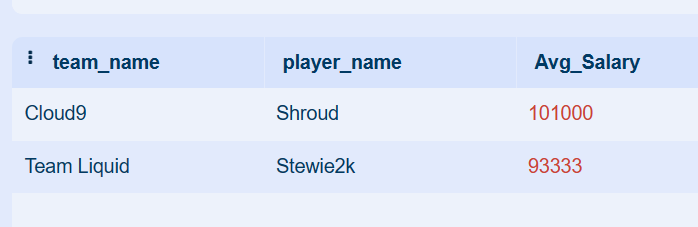 team_name player_name Avg_Salary
Cloud9 Shroud 101000
Team Liquid Stewie2k 93333